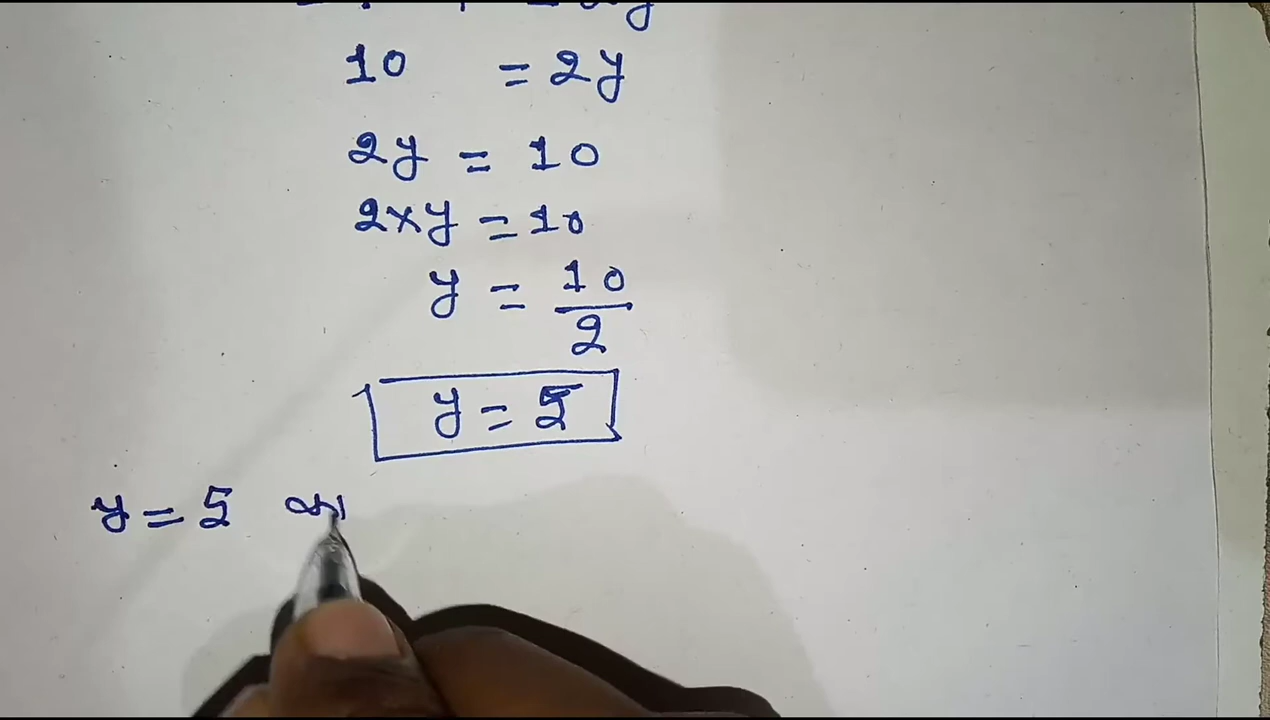 10 = 2y
2y = 10
2×y = 10
y = 10/2
y = 5
y = 5